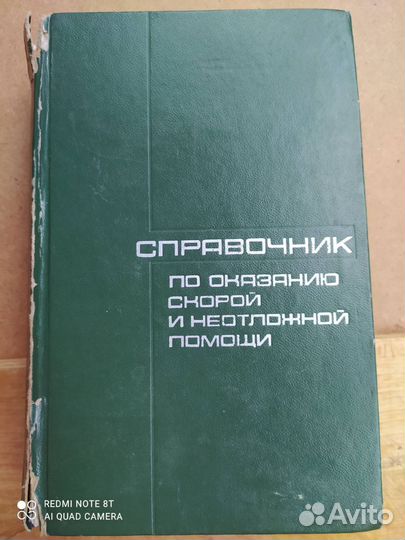 СПРАВОЧНИК
ПО ОКАЗАНИЮ
СКОРОЙ
И НЕОТЛОЖНОЙ
ПОМОЩИ
REDMI NOTE 8T
AI QUAD CAMERA
Avito